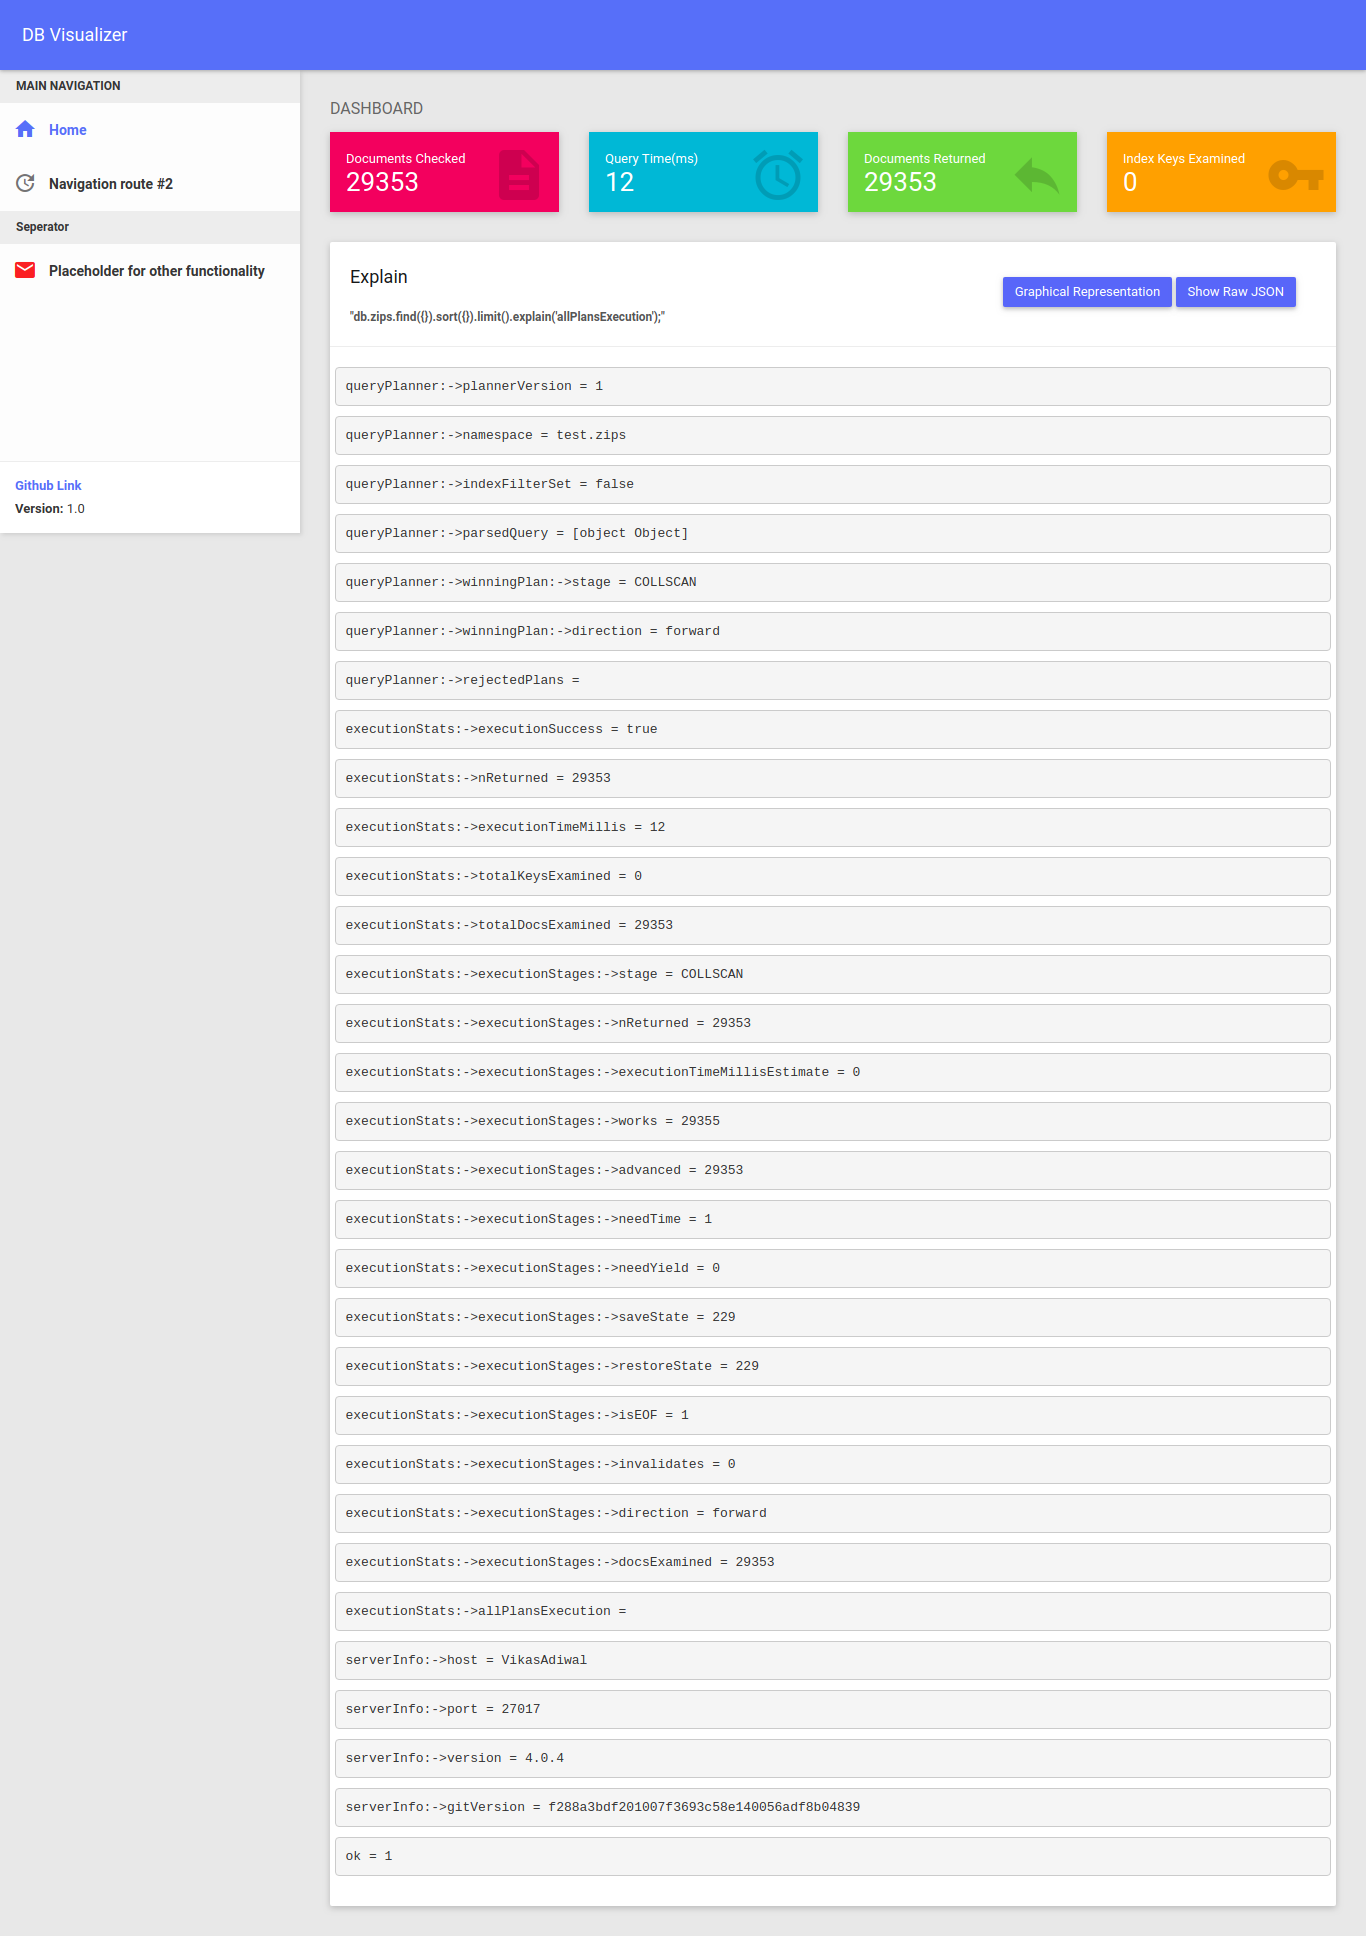 DB Visualizer
MAIN NAVIGATION
Home
Navigation route #2
Seperator
Placeholder for other functionality
Github Link
Version: 1.0
DASHBOARD
Documents Checked
29353
Query Time(ms)
12
Documents Returned
29353
Index Keys Examined
0
Explain
Graphical Representation
Show Raw JSON
"db.zips.find({}).sort({}).limit().explain('allPlansExecution');"
queryPlanner:->plannerVersion = 1
queryPlanner:->namespace = test.zips
queryPlanner:->indexFilterSet = false
queryPlanner:->parsedQuery = [object Object]
queryPlanner:->winningPlan:->stage = COLLSCAN
queryPlanner:->winningPlan:->direction = forward
queryPlanner:->rejectedPlans =
executionStats:->executionSuccess = true
executionStats:->nReturned = 29353
executionStats:->executionTimeMillis = 12
executionStats:->totalKeysExamined = 0
executionStats:->totalDocsExamined = 29353
executionStats:->executionStages:->stage = COLLSCAN
executionStats:->executionStages:->nReturned = 29353
executionStats:->executionStages:->executionTimeMillisEstimate = 0
executionStats:->executionStages:->works = 29355
executionStats:->executionStages:->advanced = 29353
executionStats:->executionStages:->needTime = 1
executionStats:->executionStages:->needYield = 0
executionStats:->executionStages:->saveState = 229
executionStats:->executionStages:->restoreState = 229
executionStats:->executionStages:->isEOF = 1
executionStats:->executionStages:->invalidates = 0
executionStats:->executionStages:->direction = forward
executionStats:->executionStages:->docsExamined = 29353
executionStats:->allPlansExecution =
serverInfo:->host = VikasAdiwal
serverInfo:->port = 27017
serverInfo:->version = 4.0.4
serverInfo:->gitVersion = f288a3bdf201007f3693c58e140056adf8b04839
ok = 1